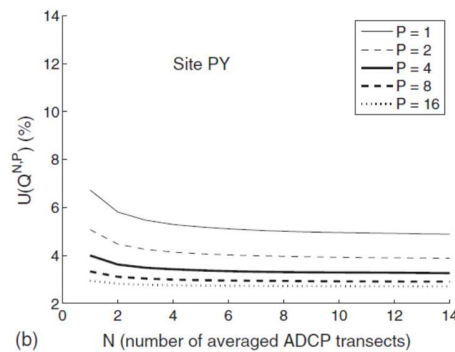 14
12
10
8
6
4
2
U(Q^{N,P}) (%)
Site PY
P = 1
P = 2
P = 4
P = 8
P = 16
0 2 4 6 8 10 12 14
(b) N (number of averaged ADCP transects)